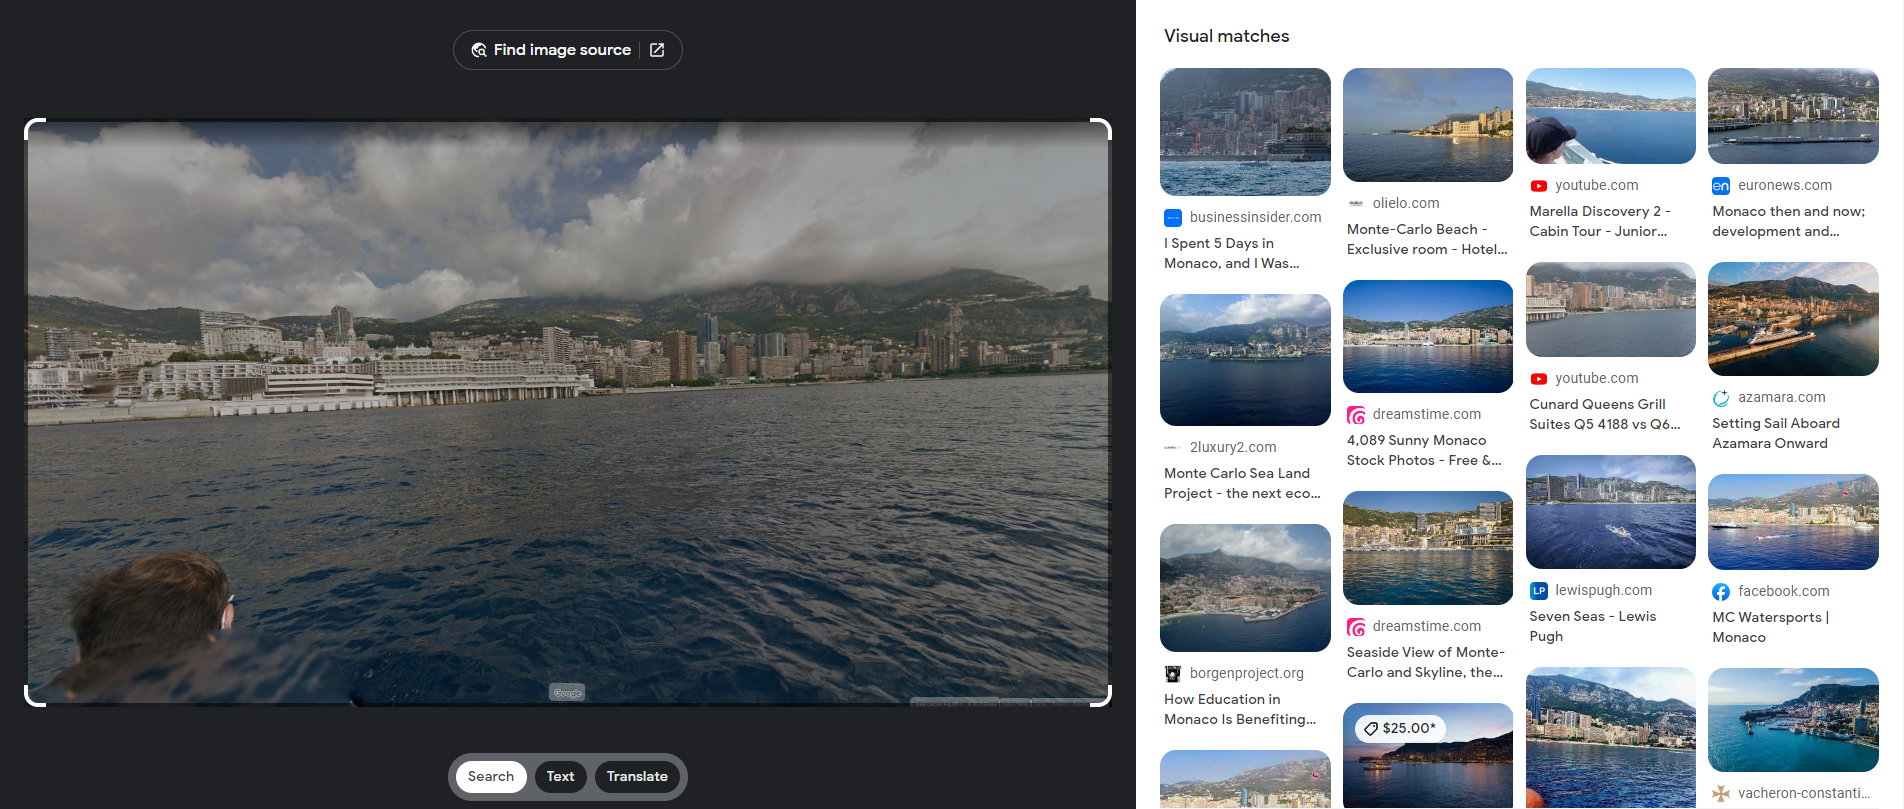 Find image source
Google
Search
Text
Translate
Visual matches
businessinsider.com
I Spent 5 Days in
Monaco, and I Was...
2luxury2.com
Monte Carlo Sea Land
Project - the next eco...
borgenproject.org
How Education in
Monaco Is Benefiting...
olielo.com
Monte-Carlo Beach -
Exclusive room - Hotel...
dreamstime.com
4,089 Sunny Monaco
Stock Photos - Free &...
dreamstime.com
Seaside View of Monte-
Carlo and Skyline, the...
$25.00*
youtube.com
Marella Discovery 2 -
Cabin Tour - Junior...
youtube.com
Cunard Queens Grill
Suites Q5 4188 vs Q6...
LP lewispugh.com
Seven Seas - Lewis
Pugh
en euronews.com
Monaco then and now;
development and...
azamara.com
Setting Sail Aboard
Azamara Onward
facebook.com
MC Watersports |
Monaco
vacheron-constanti...